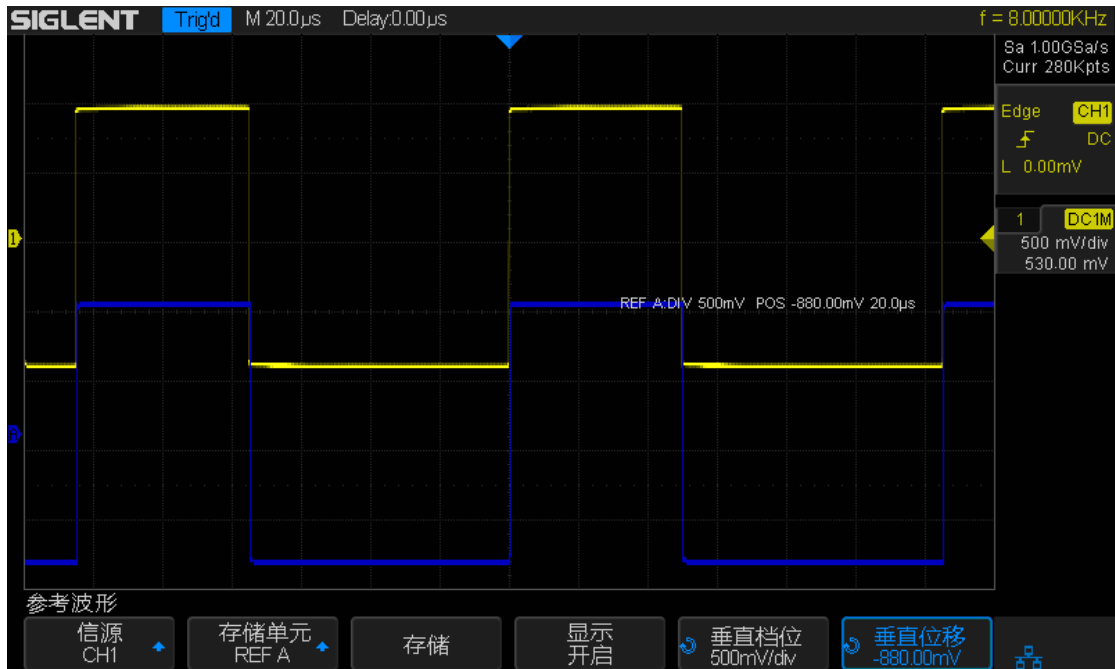 SIGLENT Trig'd M 20.0μs Delay:0.00μs f = 8.00000KHz
Sa 1.00GSa/s
Curr 280Kpts
Edge CH1
DC
L 0.00mV
1 DC1M
500 mV/div
530.00 mV
1
REF A:DIV 500mV POS -880.00mV 20.0μs
参考波形
信源
CH1
存储单元
REF A
存储
显示
开启
垂直档位
500mV/div
垂直位移
-880.00mV